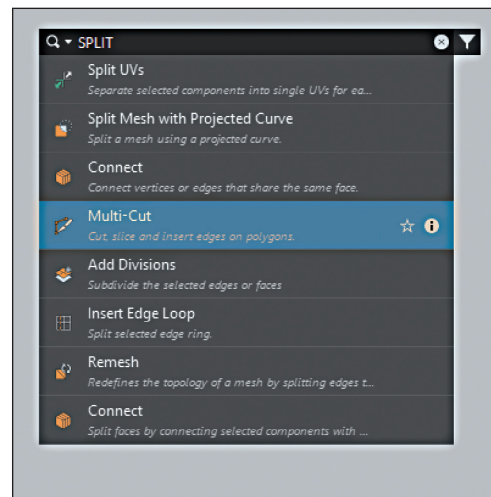 SPLIT
Split UVs
Separate selected components into single UVs for ea...
Split Mesh with Projected Curve
Split a mesh using a projected curve.
Connect
Connect vertices or edges that share the same face.
Multi-Cut
Cut, slice and insert edges on polygons.
Add Divisions
Subdivide the selected edges or faces
Insert Edge Loop
Split selected edge ring.
Remesh
Redefines the topology of a mesh by splitting edges t...
Connect
Split faces by connecting selected components with ...